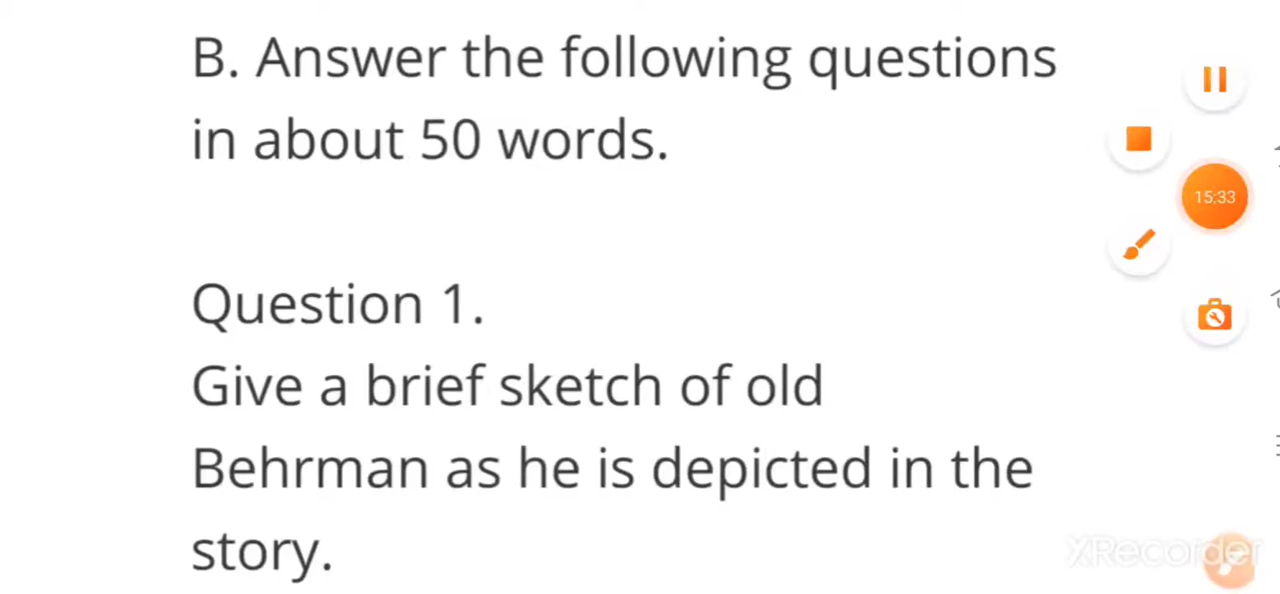 B. Answer the following questions
in about 50 words.
15:33
Question 1.
Give a brief sketch of old
Behrman as he is depicted in the
story.
XRecorder